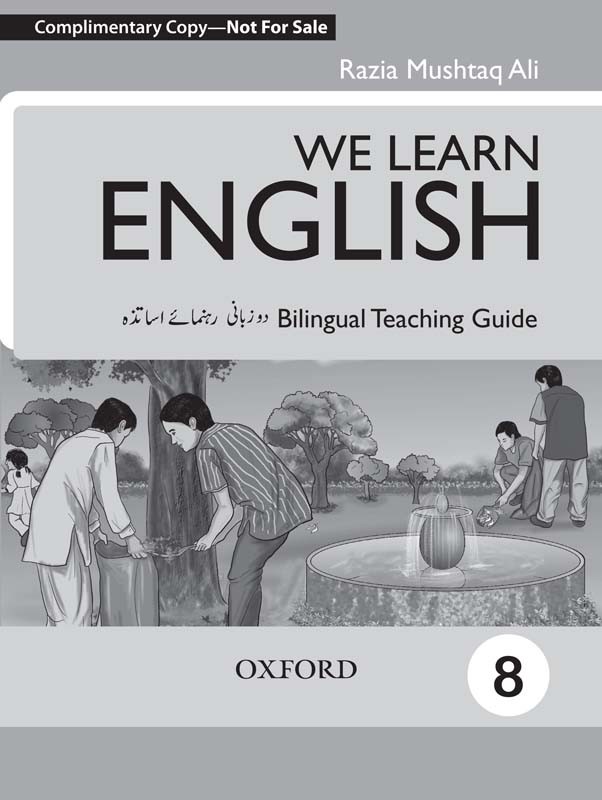 Complimentary Copy—Not For Sale
Razia Mushtaq Ali
WE LEARN
ENGLISH
دو زبانی رہنمائے اساتذہ Bilingual Teaching Guide
OXFORD
8